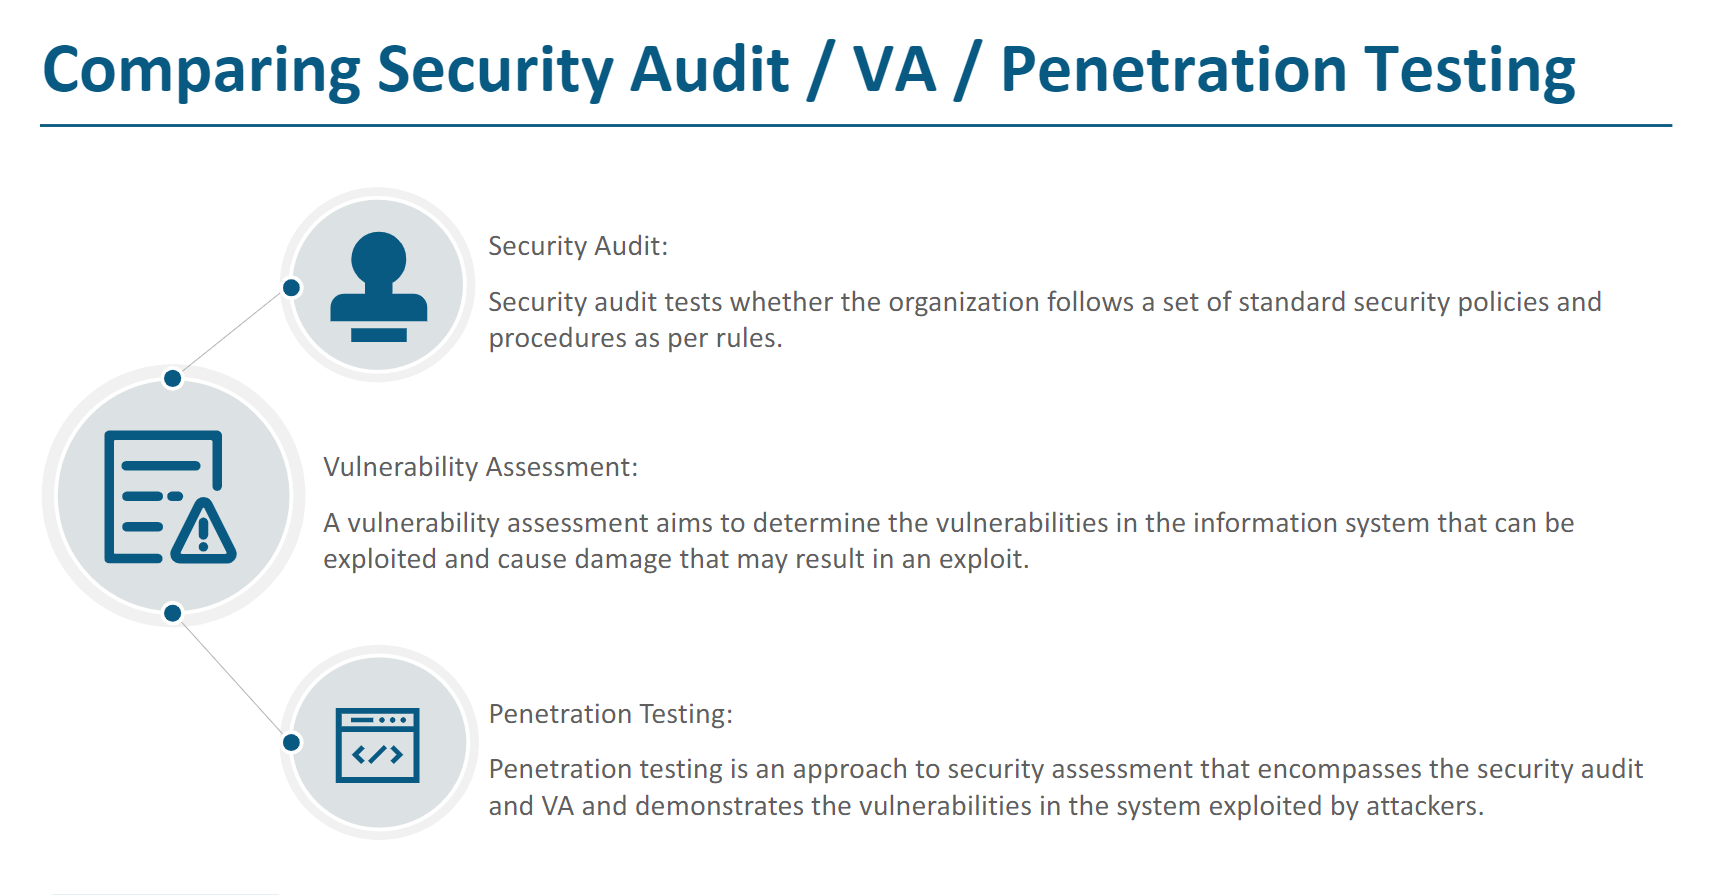 Comparing Security Audit / VA / Penetration Testing
Security Audit:
Security audit tests whether the organization follows a set of standard security policies and
procedures as per rules.
Vulnerability Assessment:
A vulnerability assessment aims to determine the vulnerabilities in the information system that can be
exploited and cause damage that may result in an exploit.
Penetration Testing:
Penetration testing is an approach to security assessment that encompasses the security audit
and VA and demonstrates the vulnerabilities in the system exploited by attackers.